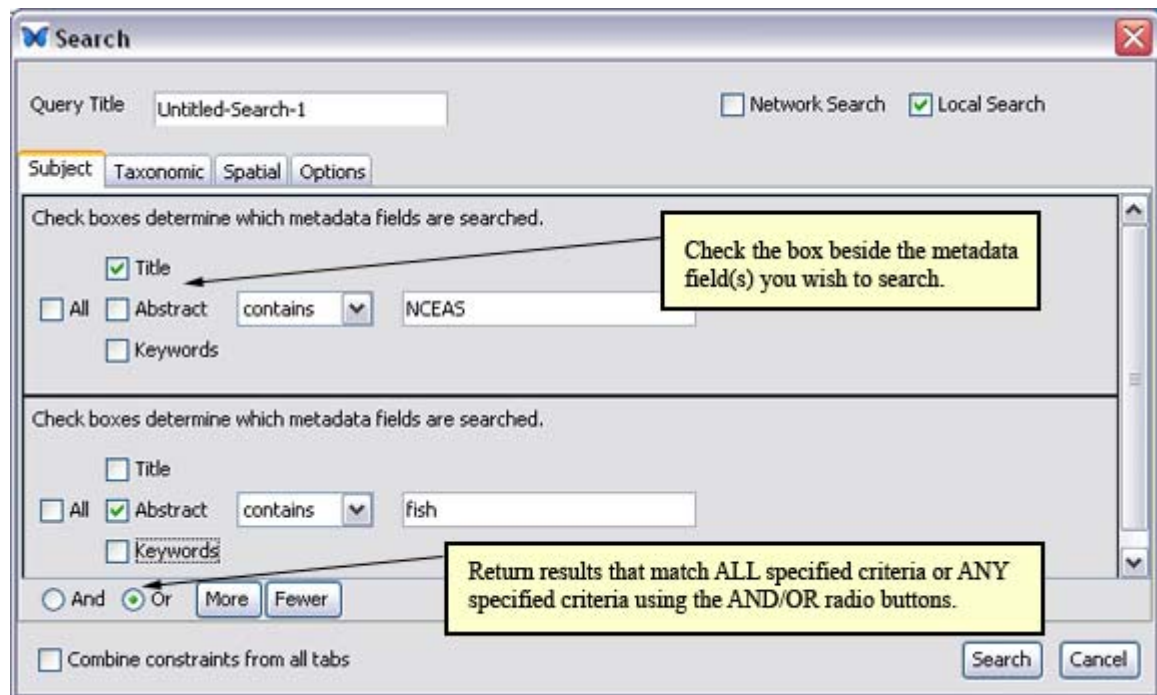 Search
Query Title Untitled-Search-1 Network Search Local Search
Subject Taxonomic Spatial Options
Check boxes determine which metadata fields are searched.
Check the box beside the metadata
field(s) you wish to search.
Title
All Abstract contains NCEAS
Keywords
Check boxes determine which metadata fields are searched.
Title
All Abstract contains fish
Keywords
Return results that match ALL specified criteria or ANY
specified criteria using the AND/OR radio buttons.
And Or More Fewer
Combine constraints from all tabs Search Cancel